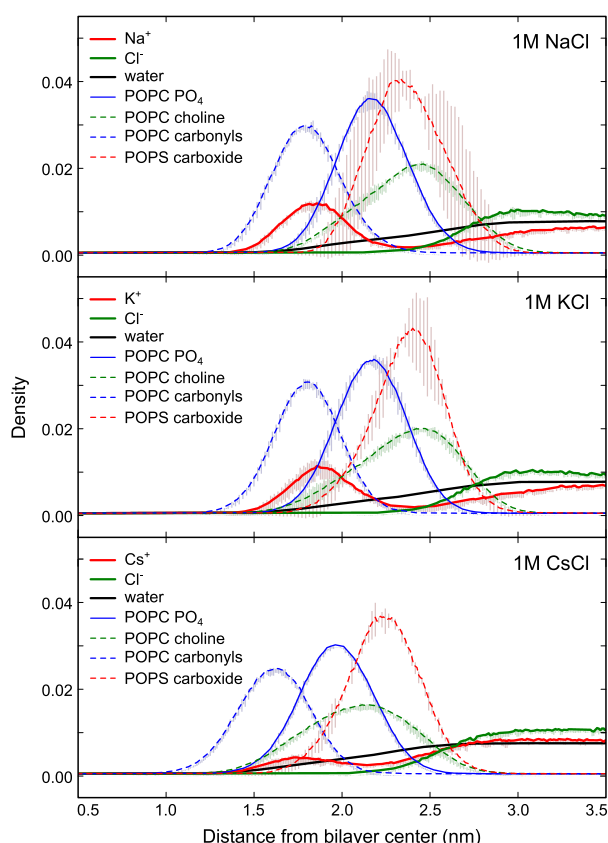 1M NaCl
Na⁺
Cl⁻
water
POPC PO₄
POPC choline
POPC carbonyls
POPS carboxide
0.04
0.02
0.00
1M KCl
K⁺
Cl⁻
water
POPC PO₄
POPC choline
POPC carbonyls
POPS carboxide
0.04
0.02
0.00
Density
1M CsCl
Cs⁺
Cl⁻
water
POPC PO₄
POPC choline
POPC carbonyls
POPS carboxide
0.04
0.02
0.00
0.5 1.0 1.5 2.0 2.5 3.0 3.5
Distance from bilayer center (nm)